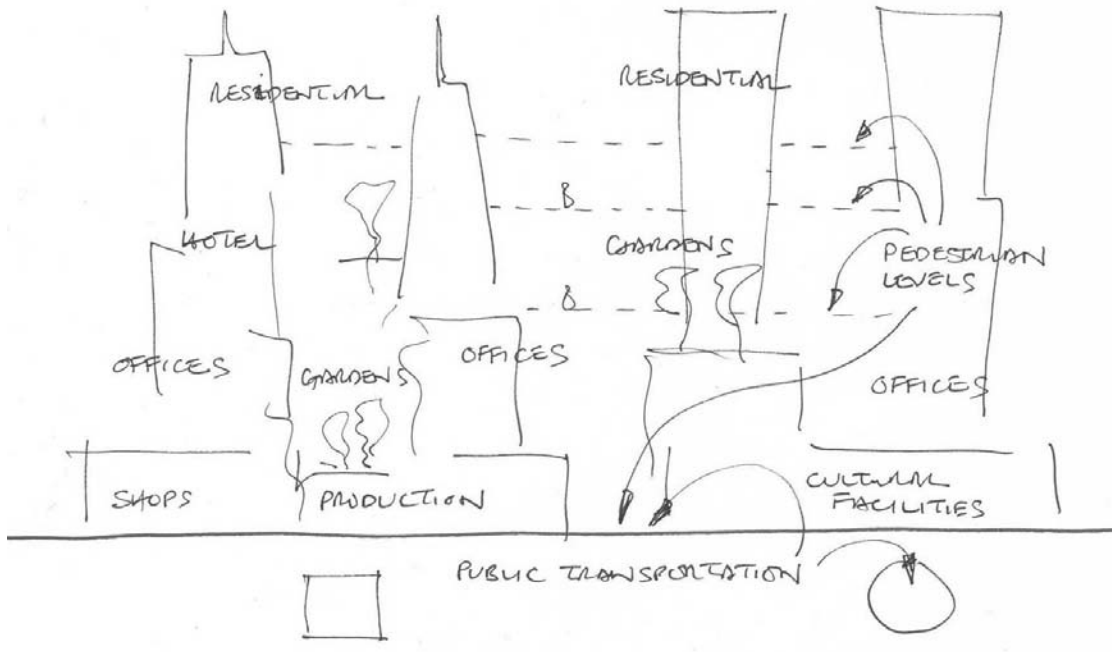 RESIDENTIAL
RESIDENTIAL
HOTEL
GARDENS
PEDESTRIAN
LEVELS
OFFICES
GARDENS
OFFICES
OFFICES
SHOPS
PRODUCTION
CULTURAL
FACILITIES
PUBLIC TRANSPORTATION